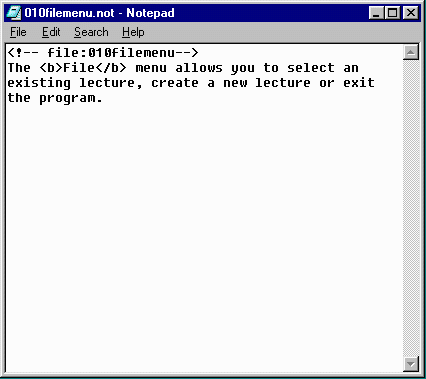 010filemenu.not - Notepad
File Edit Search Help
<!-- file:010filemenu-->
The <b>File</b> menu allows you to select an
existing lecture, create a new lecture or exit
the program.